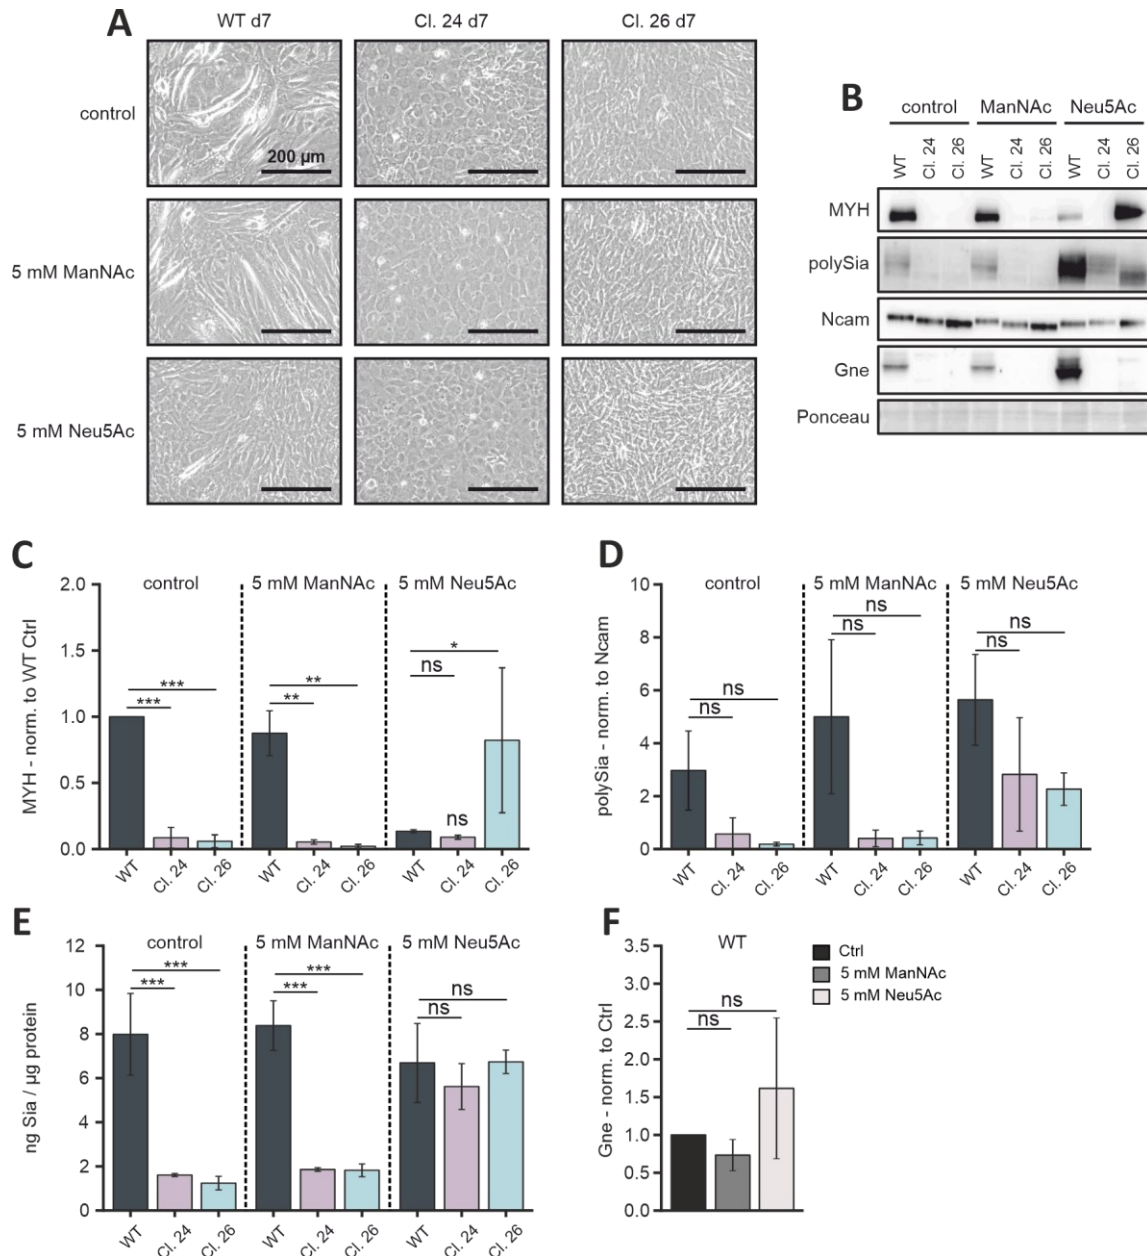 A
WT d7
Cl. 24 d7
Cl. 26 d7
control
200 µm
5 mM ManNAc
5 mM Neu5Ac
B
control
ManNAc
Neu5Ac
WT
Cl. 24
Cl. 26
WT
Cl. 24
Cl. 26
WT
Cl. 24
Cl. 26
MYH
polySia
Ncam
Gne
Ponceau
C
control
5 mM ManNAc
5 mM Neu5Ac
MYH - norm. to WT Ctrl
2.0
1.5
1.0
0.5
0.0
***
***
**
**
*
ns
ns
WT
Cl. 24
Cl. 26
WT
Cl. 24
Cl. 26
WT
Cl. 24
Cl. 26
D
control
5 mM ManNAc
5 mM Neu5Ac
polySia - norm. to Ncam
10
8
6
4
2
0
ns
ns
ns
ns
ns
ns
WT
Cl. 24
Cl. 26
WT
Cl. 24
Cl. 26
WT
Cl. 24
Cl. 26
E
control
5 mM ManNAc
5 mM Neu5Ac
ng Sia / µg protein
12
10
8
6
4
2
0
***
***
***
***
ns
ns
WT
Cl. 24
Cl. 26
WT
Cl. 24
Cl. 26
WT
Cl. 24
Cl. 26
F
WT
Gne - norm. to Ctrl
3.5
3.0
2.5
2.0
1.5
1.0
0.5
0.0
ns
ns
Ctrl
5 mM ManNAc
5 mM Neu5Ac